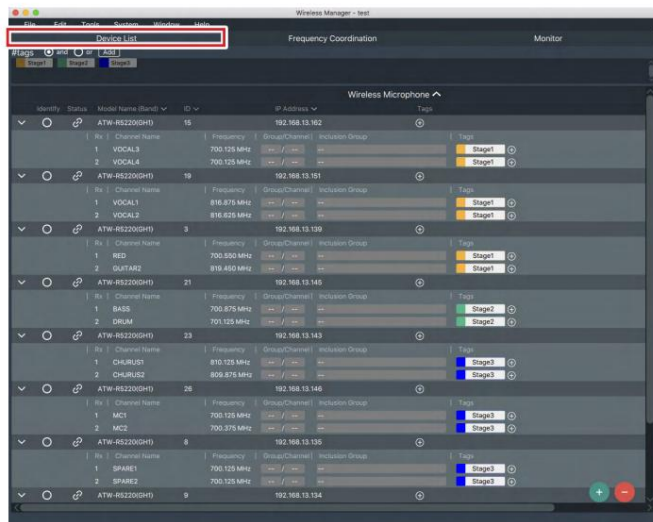 Wireless Manager - test
File Edit Tools System Window Help
Device List Frequency Coordination Monitor
#tags and or Add
Stage1 Stage2 Stage3
Wireless Microphone
Identify Status Model Name (Band) ID IP Address Tags
ATW-R5220(GH1) 15 192.168.13.162
Rx Channel Name Frequency Group/Channel Inclusion Group Tags
1 VOCAL3 700.125 MHz -- / -- -- Stage1
2 VOCAL4 700.125 MHz -- / -- -- Stage1
ATW-R5220(GH1) 19 192.168.13.151
Rx Channel Name Frequency Group/Channel Inclusion Group Tags
1 VOCAL1 816.875 MHz -- / -- -- Stage1
2 VOCAL2 816.625 MHz -- / -- -- Stage1
ATW-R5220(GH1) 3 192.168.13.139
Rx Channel Name Frequency Group/Channel Inclusion Group Tags
1 RED 700.550 MHz -- / -- -- Stage1
2 GUITAR2 819.450 MHz -- / -- -- Stage1
ATW-R5220(GH1) 21 192.168.13.145
Rx Channel Name Frequency Group/Channel Inclusion Group Tags
1 BASS 700.875 MHz -- / -- -- Stage2
2 DRUM 701.125 MHz -- / -- -- Stage2
ATW-R5220(GH1) 23 192.168.13.143
Rx Channel Name Frequency Group/Channel Inclusion Group Tags
1 CHURUS1 810.125 MHz -- / -- -- Stage3
2 CHURUS2 809.875 MHz -- / -- -- Stage3
ATW-R5220(GH1) 26 192.168.13.146
Rx Channel Name Frequency Group/Channel Inclusion Group Tags
1 MC1 700.125 MHz -- / -- -- Stage3
2 MC2 700.375 MHz -- / -- -- Stage3
ATW-R5220(GH1) 8 192.168.13.135
Rx Channel Name Frequency Group/Channel Inclusion Group Tags
1 SPARE1 700.125 MHz -- / -- -- Stage3
2 SPARE2 700.125 MHz -- / -- -- Stage3
ATW-R5220(GH1) 9 192.168.13.134